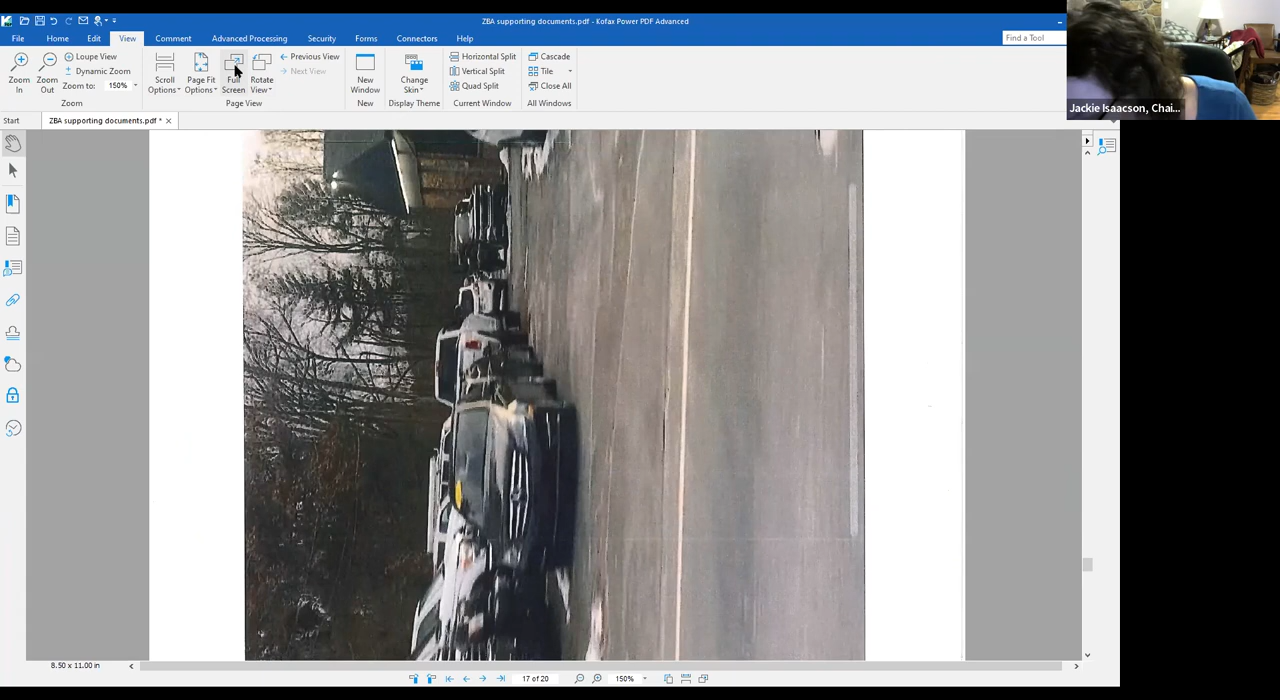 ZBA supporting documents.pdf - Kofax Power PDF Advanced
File Home Edit View Comment Advanced Processing Security Forms Connectors Help
Find a Tool
Zoom In
Zoom Out
Loupe View
Dynamic Zoom
Zoom to: 150%
Zoom
Scroll Options
Page Fit Options
Full Screen
Rotate View
Previous View
Next View
Page View
New Window
New
Change Skin
Display Theme
Horizontal Split
Vertical Split
Quad Split
Current Window
Cascade
Tile
Close All
All Windows
Jackie Isaacson, Chai...
Start
ZBA supporting documents.pdf *
8.50 x 11.00 in
17 of 20
150%